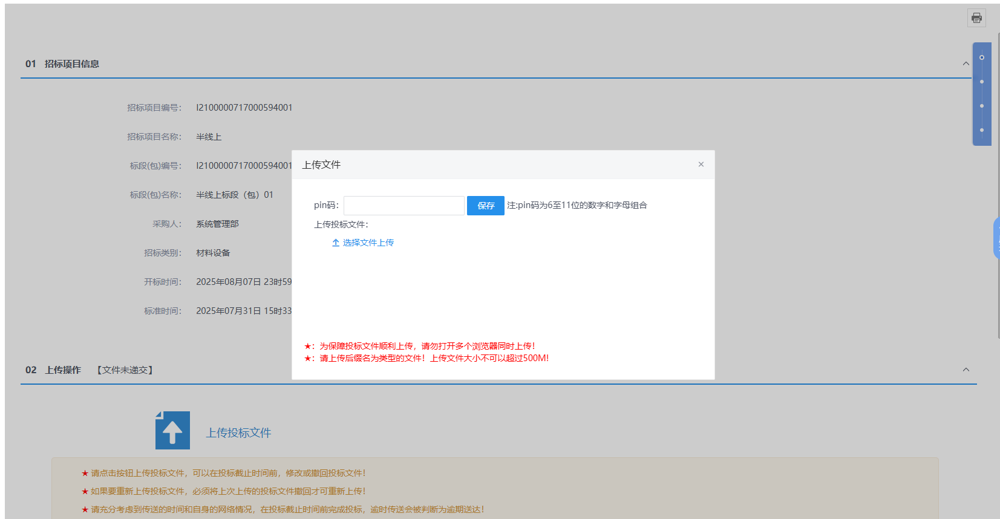 01 招标项目信息
招标项目编号： I2100000717000594001
招标项目名称： 半线上
标段(包)编号： I2100000717000594001
标段(包)名称： 半线上标段（包）01
采购人： 系统管理部
招标类别： 材料设备
开标时间： 2025年08月07日 23时59
标准时间： 2025年07月31日 15时33
上传文件
pin码： 保存 注:pin码为6至11位的数字和字母组合
上传投标文件：
选择文件上传
★：为保障投标文件顺利上传，请勿打开多个浏览器同时上传！
★：请上传后缀名为类型的文件！上传文件大小不可以超过500M!
02 上传操作 【文件未递交】
上传投标文件
★ 请点击按钮上传投标文件，可以在投标截止时间前，修改或撤回投标文件！
★ 如果要重新上传投标文件，必须将上次上传的投标文件撤回才可重新上传！
★ 请充分考虑到传送的时间和自身的网络情况，在投标截止时间前完成投标，逾时传送会被判断为逾期送达！